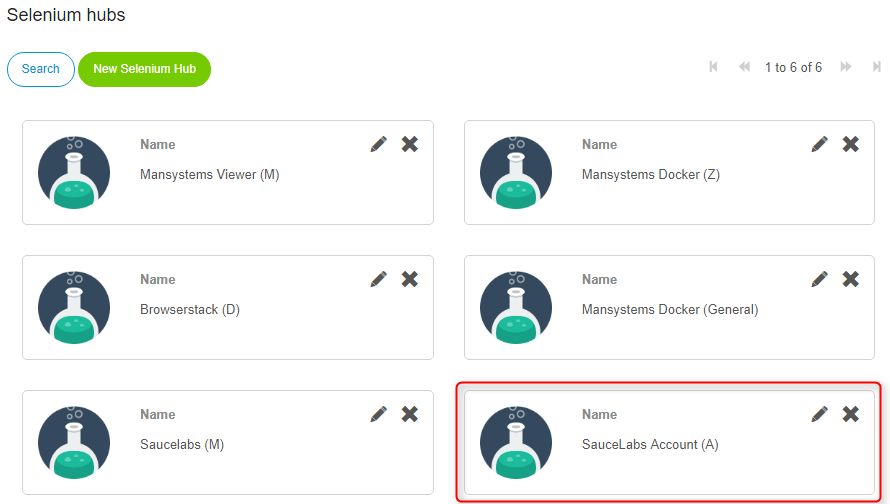 Selenium hubs
Search
New Selenium Hub
1 to 6 of 6
Name
Mansystems Viewer (M)
Name
Mansystems Docker (Z)
Name
Browserstack (D)
Name
Mansystems Docker (General)
Name
Saucelabs (M)
Name
SauceLabs Account (A)